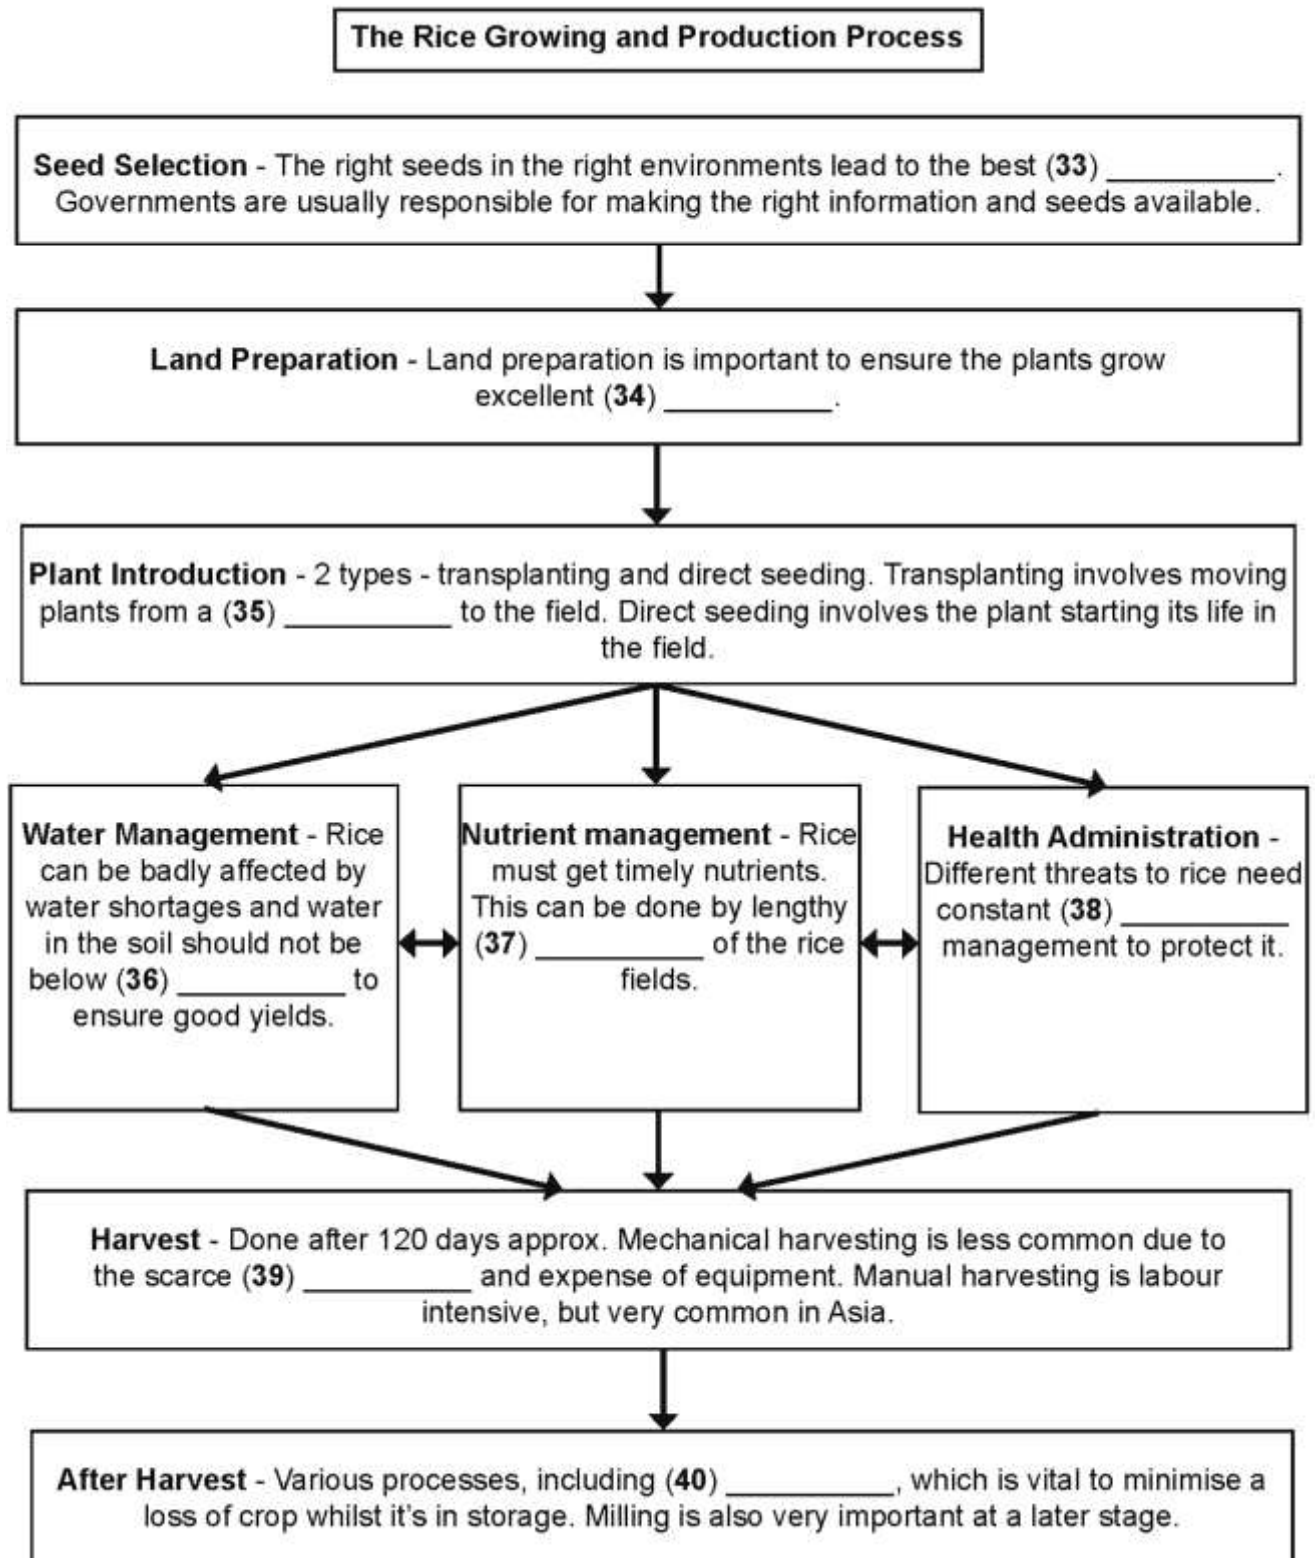 The Rice Growing and Production Process
Seed Selection - The right seeds in the right environments lead to the best (33) ___________.
Governments are usually responsible for making the right information and seeds available.
Land Preparation - Land preparation is important to ensure the plants grow
excellent (34) ___________.
Plant Introduction - 2 types - transplanting and direct seeding. Transplanting involves moving
plants from a (35) ___________ to the field. Direct seeding involves the plant starting its life in
the field.
Water Management - Rice
can be badly affected by
water shortages and water
in the soil should not be
below (36) ___________ to
ensure good yields.
Nutrient management - Rice
must get timely nutrients.
This can be done by lengthy
(37) ___________ of the rice
fields.
Health Administration -
Different threats to rice need
constant (38) ___________
management to protect it.
Harvest - Done after 120 days approx. Mechanical harvesting is less common due to
the scarce (39) ___________ and expense of equipment. Manual harvesting is labour
intensive, but very common in Asia.
After Harvest - Various processes, including (40) ___________, which is vital to minimise a
loss of crop whilst it's in storage. Milling is also very important at a later stage.